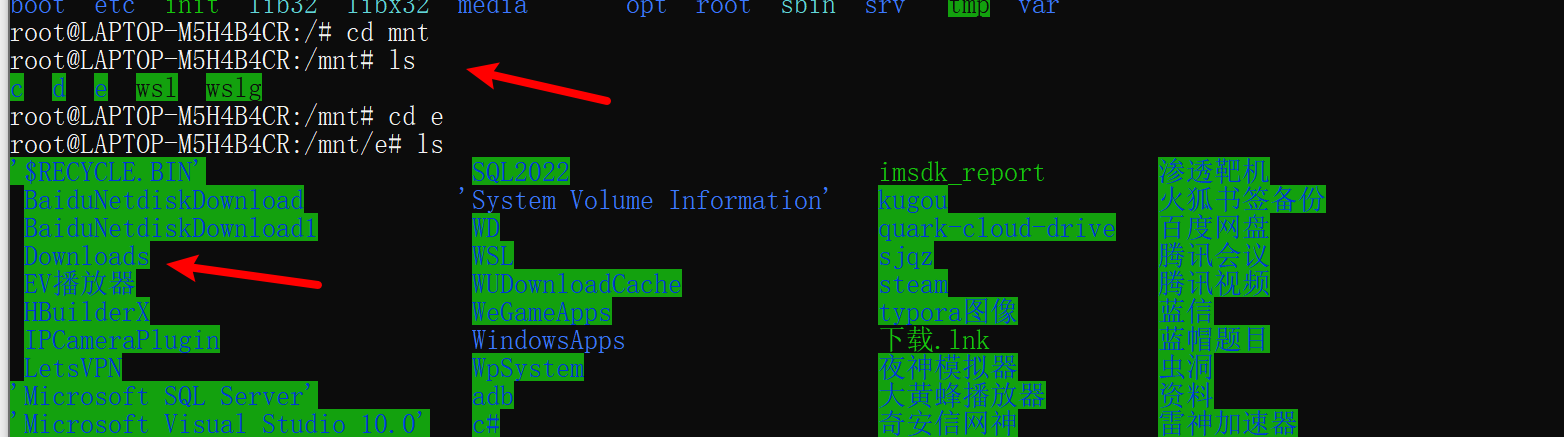 boot  etc  init  lib32  libx32  media       opt  root  sbin  srv  tmp  var
root@LAPTOP-M5H4B4CR:/# cd mnt
root@LAPTOP-M5H4B4CR:/mnt# ls
c  d  e  wsl  wslg
root@LAPTOP-M5H4B4CR:/mnt# cd e
root@LAPTOP-M5H4B4CR:/mnt/e# ls
'$RECYCLE.BIN'  SQL2022  imsdk_report  渗透靶机
BaiduNetdiskDownload  'System Volume Information'  kugou  火狐书签备份
BaiduNetdiskDownload1  WD  quark-cloud-drive  百度网盘
Downloads  WSL  sjqz  腾讯会议
EV播放器  WUDownloadCache  steam  腾讯视频
HBuilderX  WeGameApps  typora图像  蓝信
IPCameraPlugin  WindowsApps  下载.lnk  蓝帽题目
LetsVPN  WpSystem  夜神模拟器  虫洞
'Microsoft SQL Server'  adb  大黄蜂播放器  资料
'Microsoft Visual Studio 10.0'  c#  奇安信网神  雷神加速器